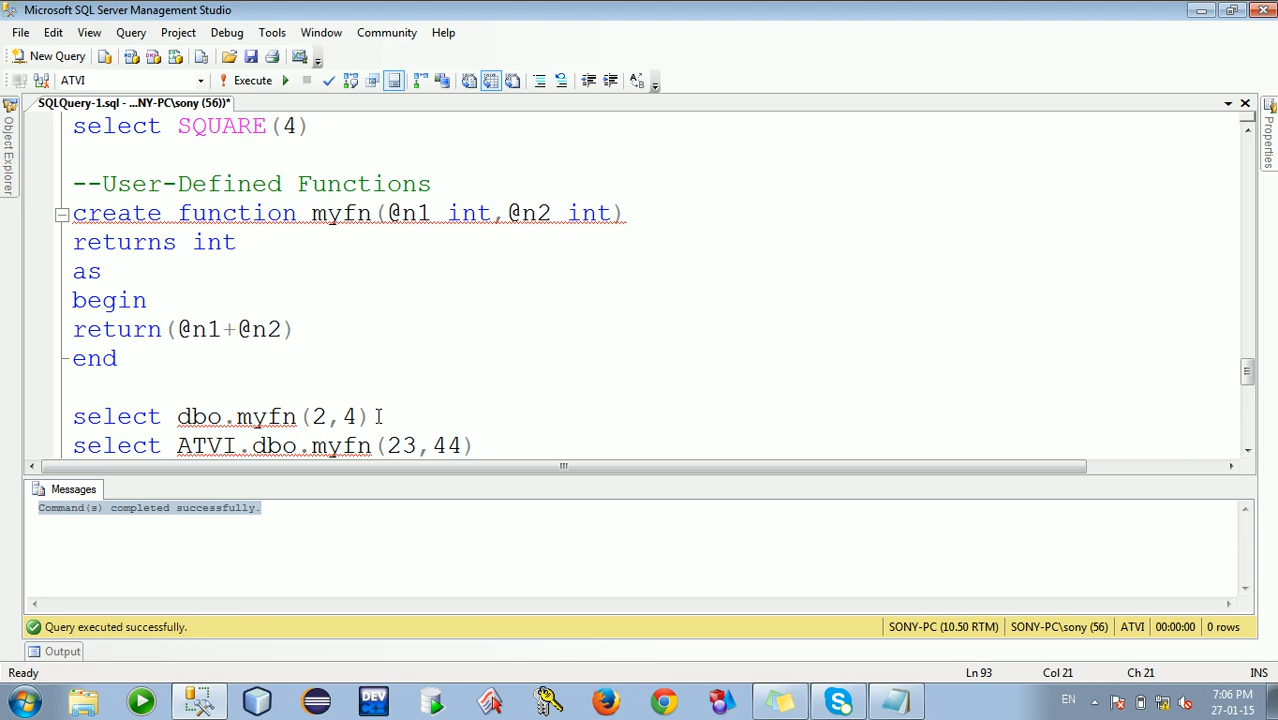 Microsoft SQL Server Management Studio
File Edit View Query Project Debug Tools Window Community Help
New Query
ATVI Execute
SQLQuery-1.sql - ...NY-PC\sony (56))*
Object Explorer
Properties
select SQUARE(4)
--User-Defined Functions
create function myfn(@n1 int,@n2 int)
returns int
as
begin
return(@n1+@n2)
end
select dbo.myfn(2,4)
select ATVI.dbo.myfn(23,44)
Messages
Command(s) completed successfully.
Query executed successfully. SONY-PC (10.50 RTM) SONY-PC\sony (56) ATVI 00:00:00 0 rows
Output
Ready Ln 93 Col 21 Ch 21 INS
DEV
EN
7:06 PM
27-01-15